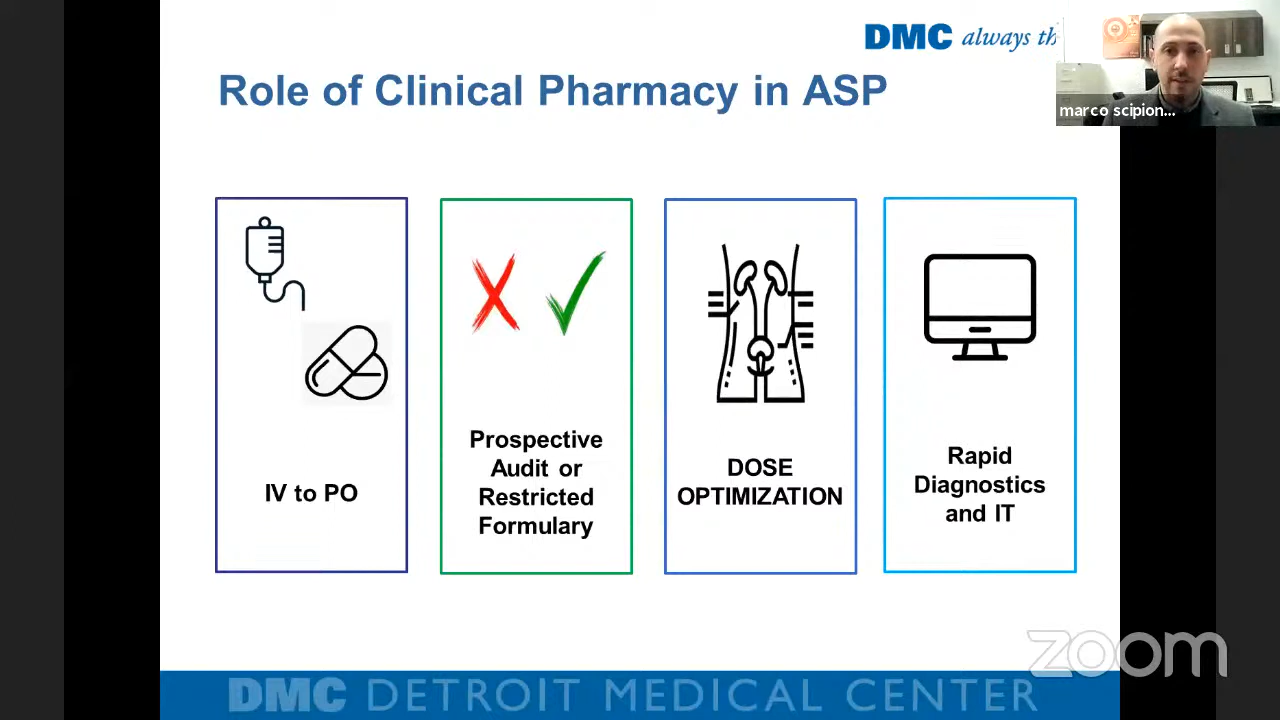 DMC always th
Role of Clinical Pharmacy in ASP
marco scipion...
IV to PO
Prospective
Audit or
Restricted
Formulary
DOSE
OPTIMIZATION
Rapid
Diagnostics
and IT
zoom
DMC DETROIT MEDICAL CENTER